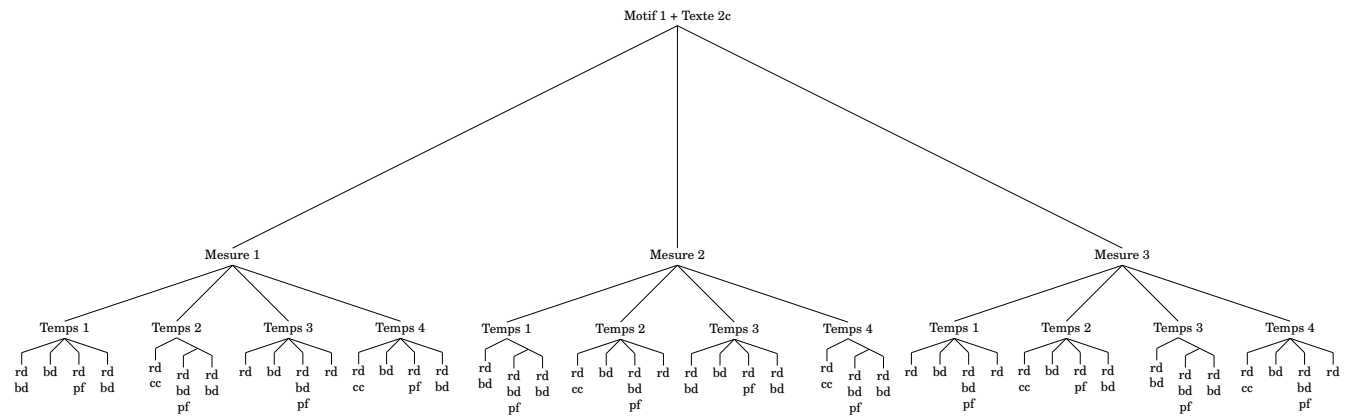 Motif 1 + Texte 2c
Mesure 1 Mesure 2 Mesure 3
Temps 1 Temps 2 Temps 3 Temps 4 Temps 1 Temps 2 Temps 3 Temps 4 Temps 1 Temps 2 Temps 3 Temps 4
rd bd rd rd rd rd rd rd bd rd rd rd bd rd rd rd rd rd rd bd rd rd rd bd rd rd rd rd rd rd bd rd rd rd bd rd rd rd rd rd rd bd rd rd
bd pf bd cc bd bd bd cc pf bd bd bd bd cc bd bd pf bd cc bd bd bd cc pf bd bd bd bd cc bd
pf pf pf pf pf pf pf pf